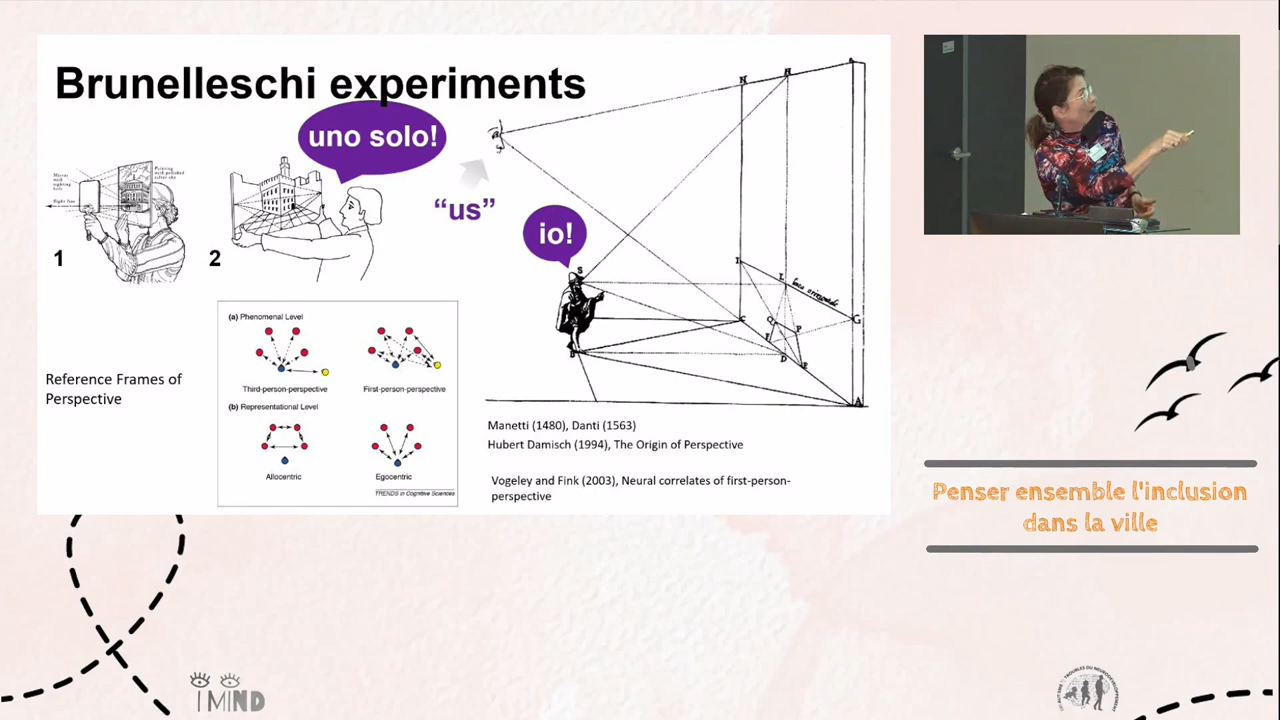 Brunelleschi experiments
uno solo!
“us”
io!
1
2
Reference Frames of
Perspective
(a) Phenomenal Level
Third-person-perspective
First-person-perspective
(b) Representational Level
Allocentric
Egocentric
TRENDS in Cognitive Sciences
S
I
L
C
G
P
D
E
A
Manetti (1480), Danti (1563)
Hubert Damisch (1994), The Origin of Perspective
Vogeley and Fink (2003), Neural correlates of first-person-
perspective
Penser ensemble l'inclusion
dans la ville
I MIND